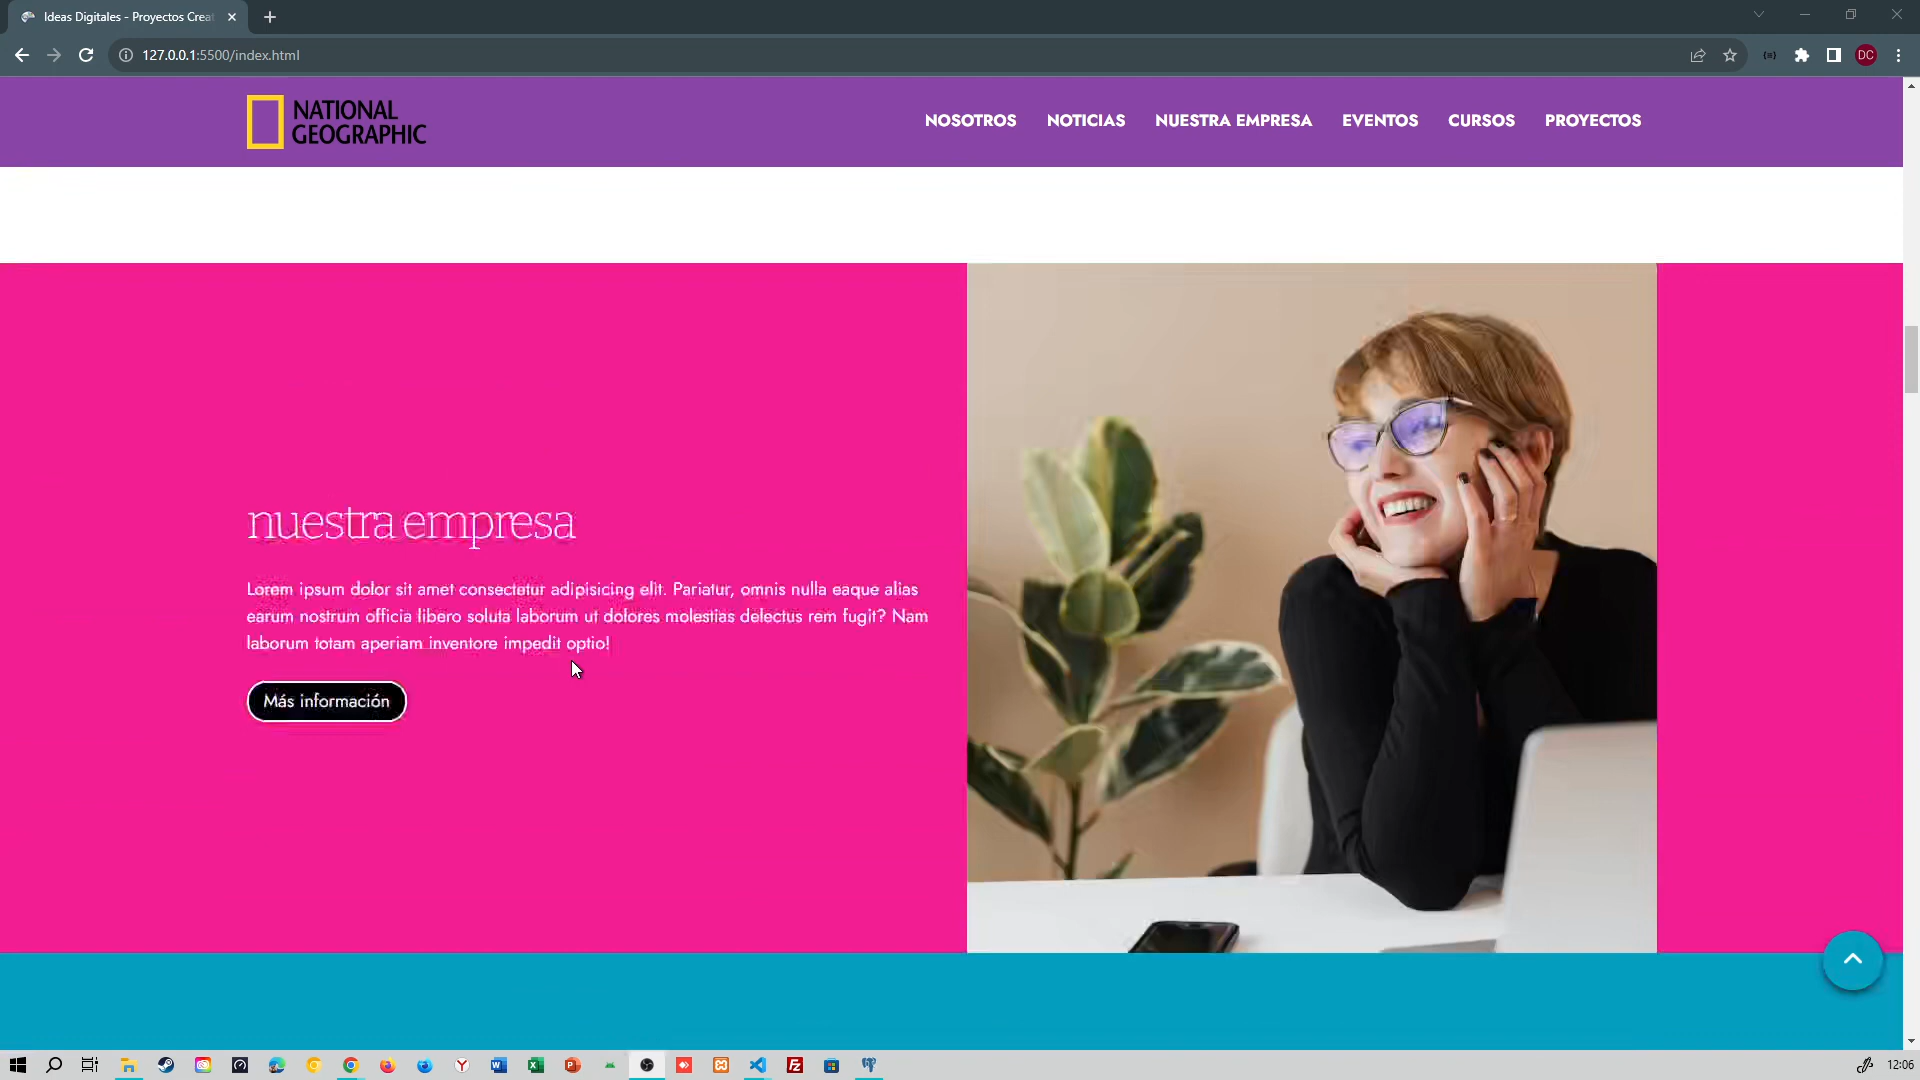 Ideas Digitales - Proyectos Crea
127.0.0.1:5500/index.html
DC
NATIONAL
GEOGRAPHIC
NOSOTROS
NOTICIAS
NUESTRA EMPRESA
EVENTOS
CURSOS
PROYECTOS
nuestra empresa
Lorem ipsum dolor sit amet consectetur adipisicing elit. Pariatur, omnis nulla eaque alias
earum nostrum officia libero soluta laborum ut dolores molestias delectus rem fugit? Nam
laborum totam aperiam inventore impedit optio!
Más información
12:06